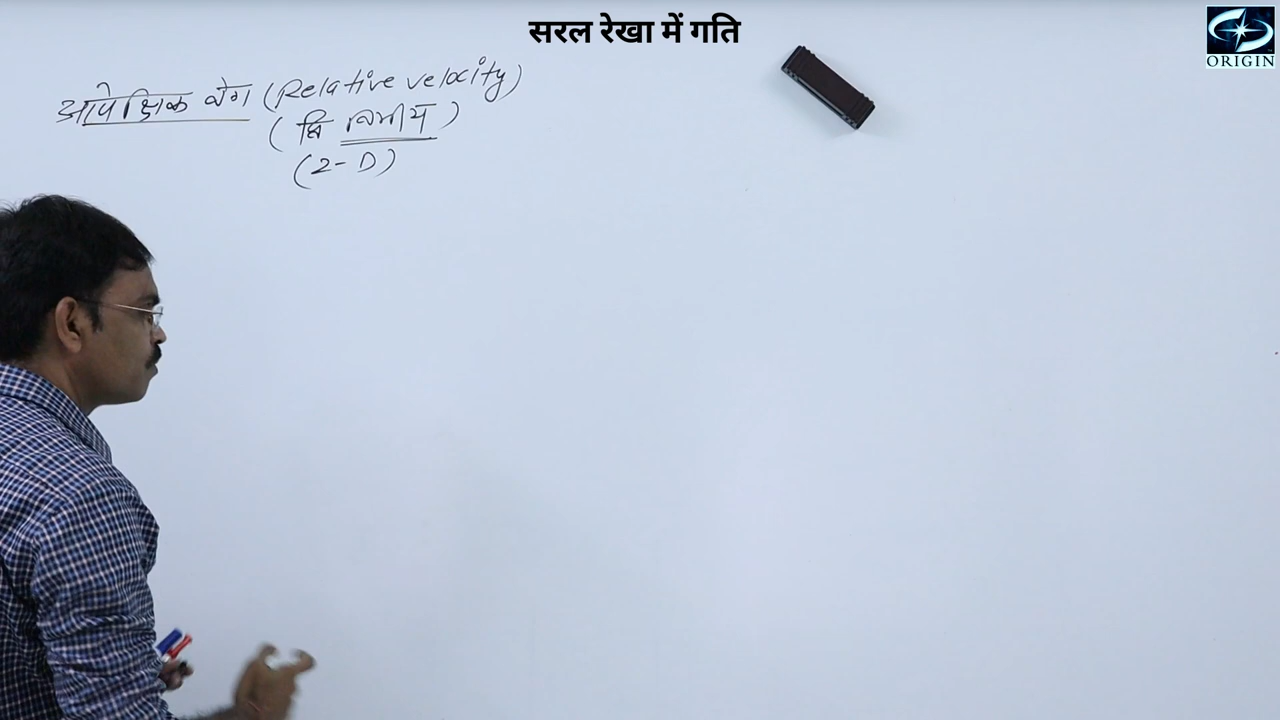 सरल रेखा में गति
ORIGIN
आपेक्षिक वेग (Relative velocity)
(द्वि विमीय)
(2-D)